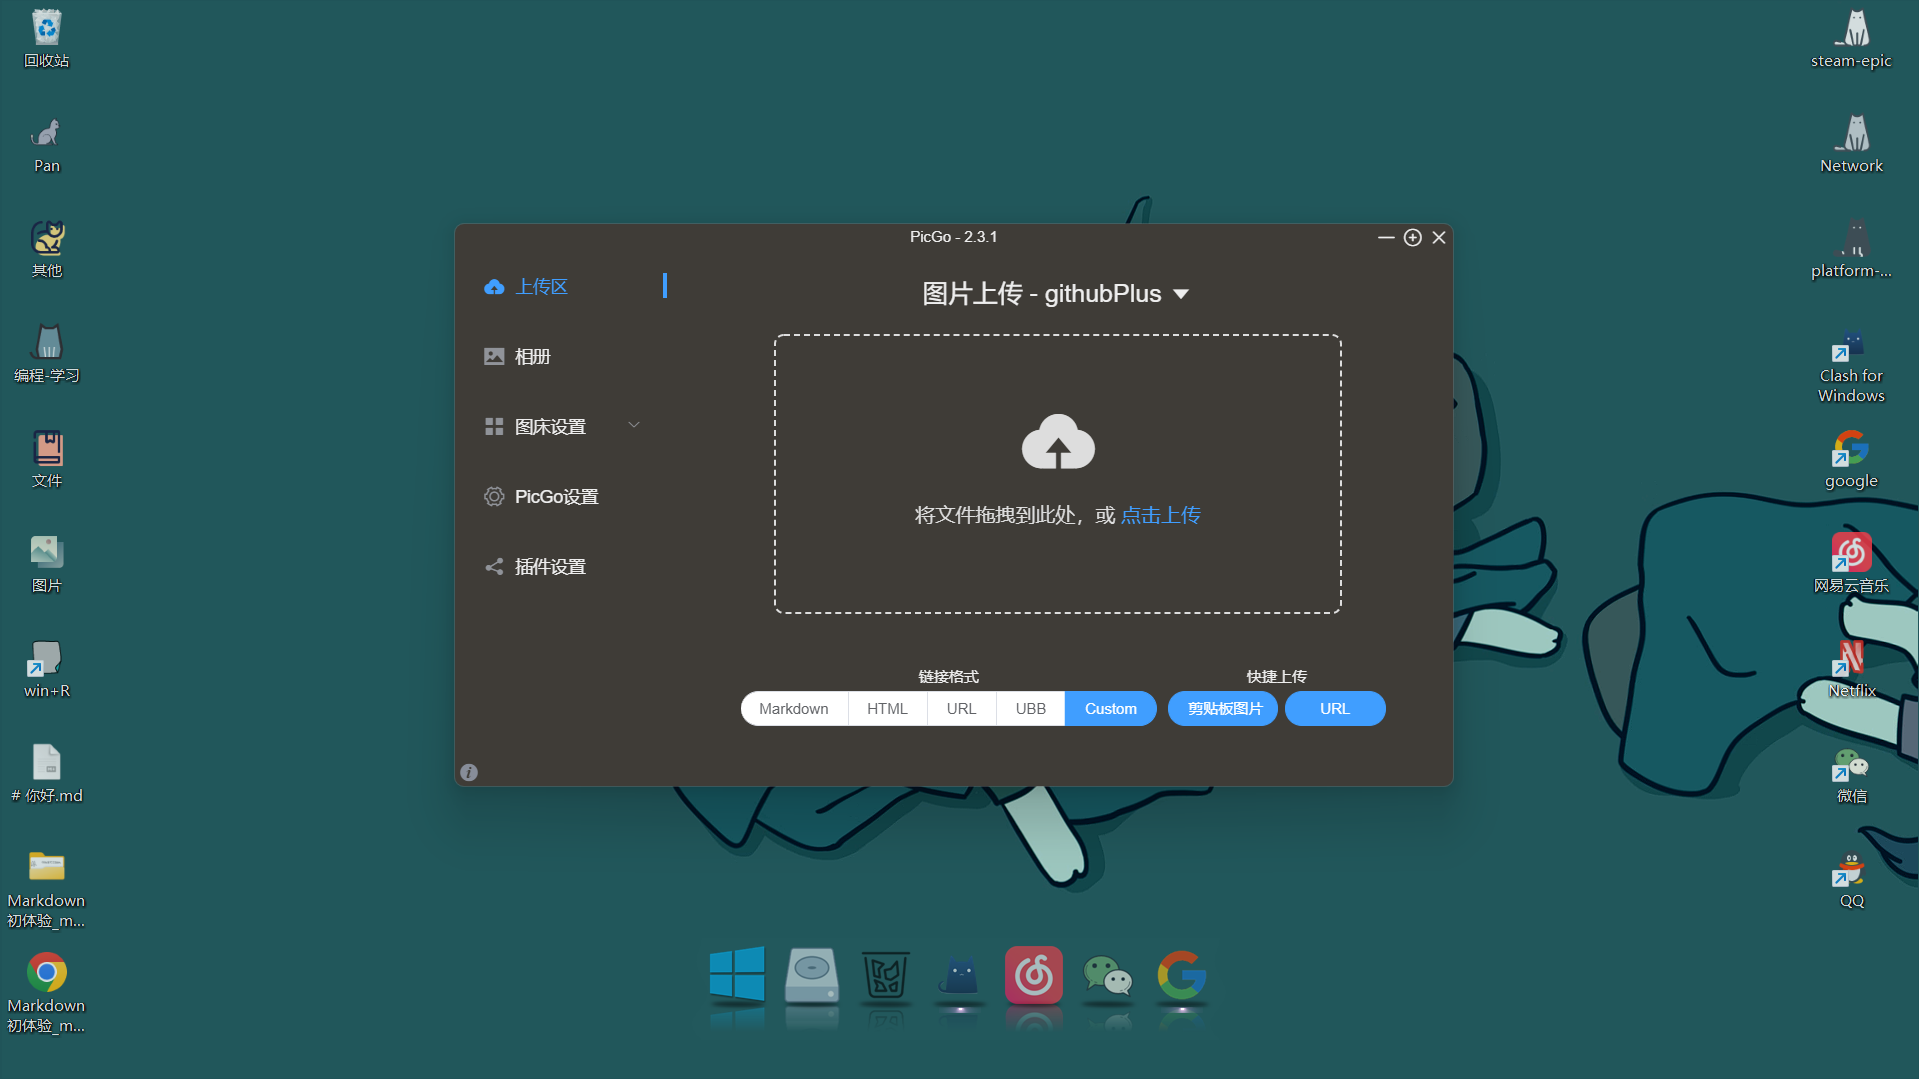 回收站
Pan
其他
编程-学习
文件
图片
win+R
# 你好.md
Markdown
初体验_m...
Markdown
初体验_m...
PicGo - 2.3.1
上传区
相册
图床设置
PicGo设置
插件设置
图片上传 - githubPlus
将文件拖拽到此处，或 点击上传
链接格式
快捷上传
Markdown
HTML
URL
UBB
Custom
剪贴板图片
URL
steam-epic
Network
platform-...
Clash for
Windows
google
网易云音乐
Netflix
微信
QQ